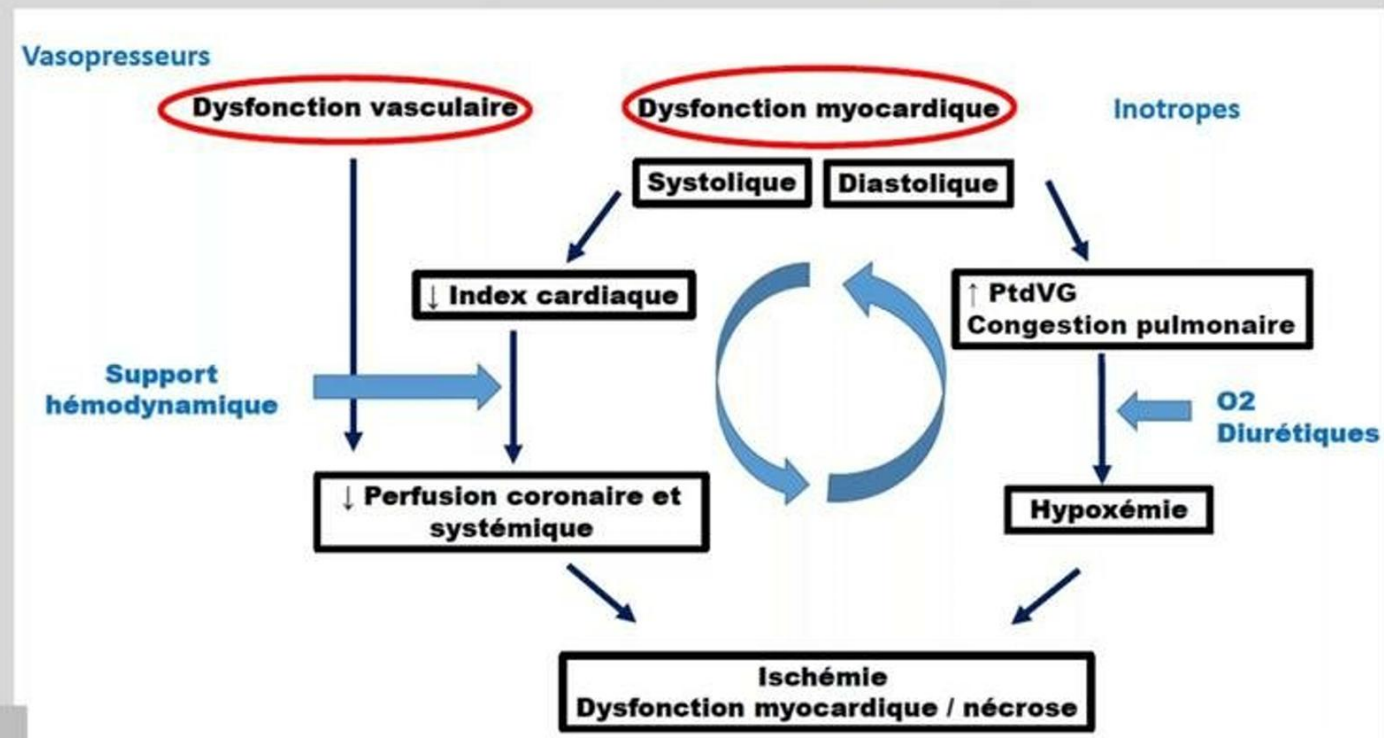 Vasopresseurs
Dysfonction vasculaire
Dysfonction myocardique
Inotropes
Systolique
Diastolique
↓ Index cardiaque
↑ PtdVG
Congestion pulmonaire
Support
hémodynamique
O2
Diurétiques
↓ Perfusion coronaire et
systémique
Hypoxémie
Ischémie
Dysfonction myocardique / nécrose